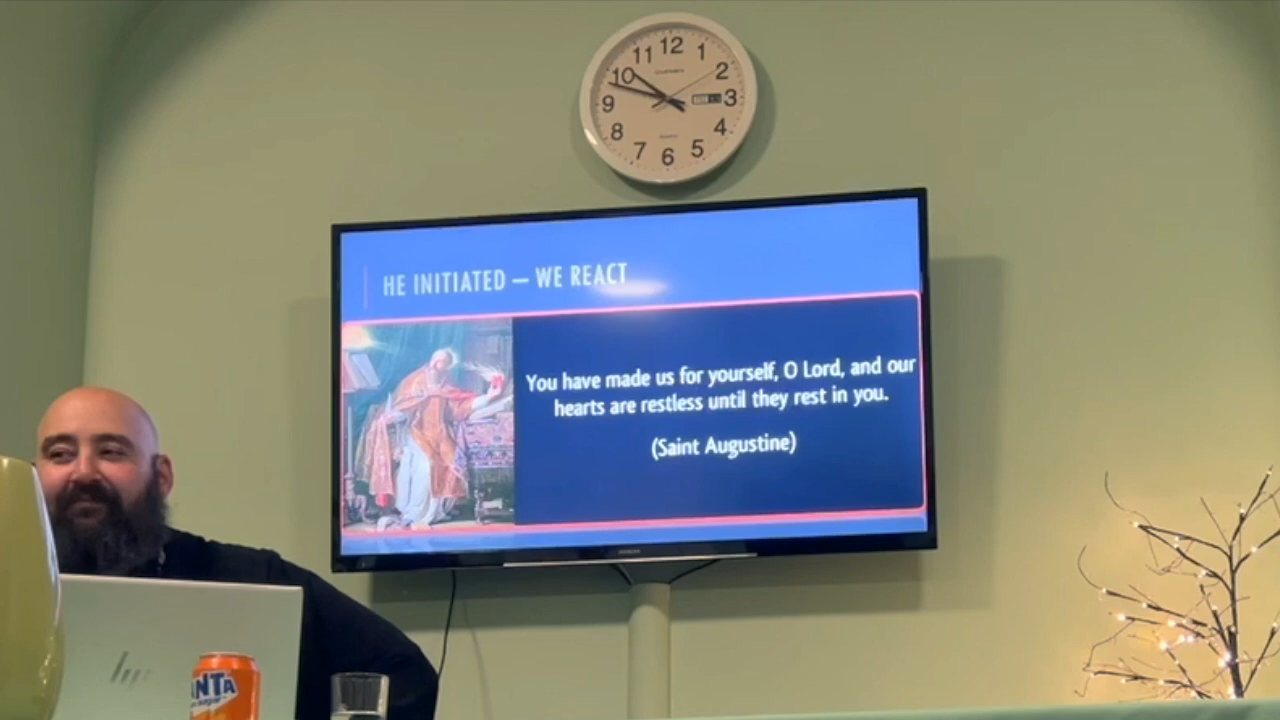 11 12 1
10 2
9 3
8 4
7 6 5
HE INITIATED – WE REACT
You have made us for yourself, O Lord, and our
hearts are restless until they rest in you.
(Saint Augustine)
hp
ANTA